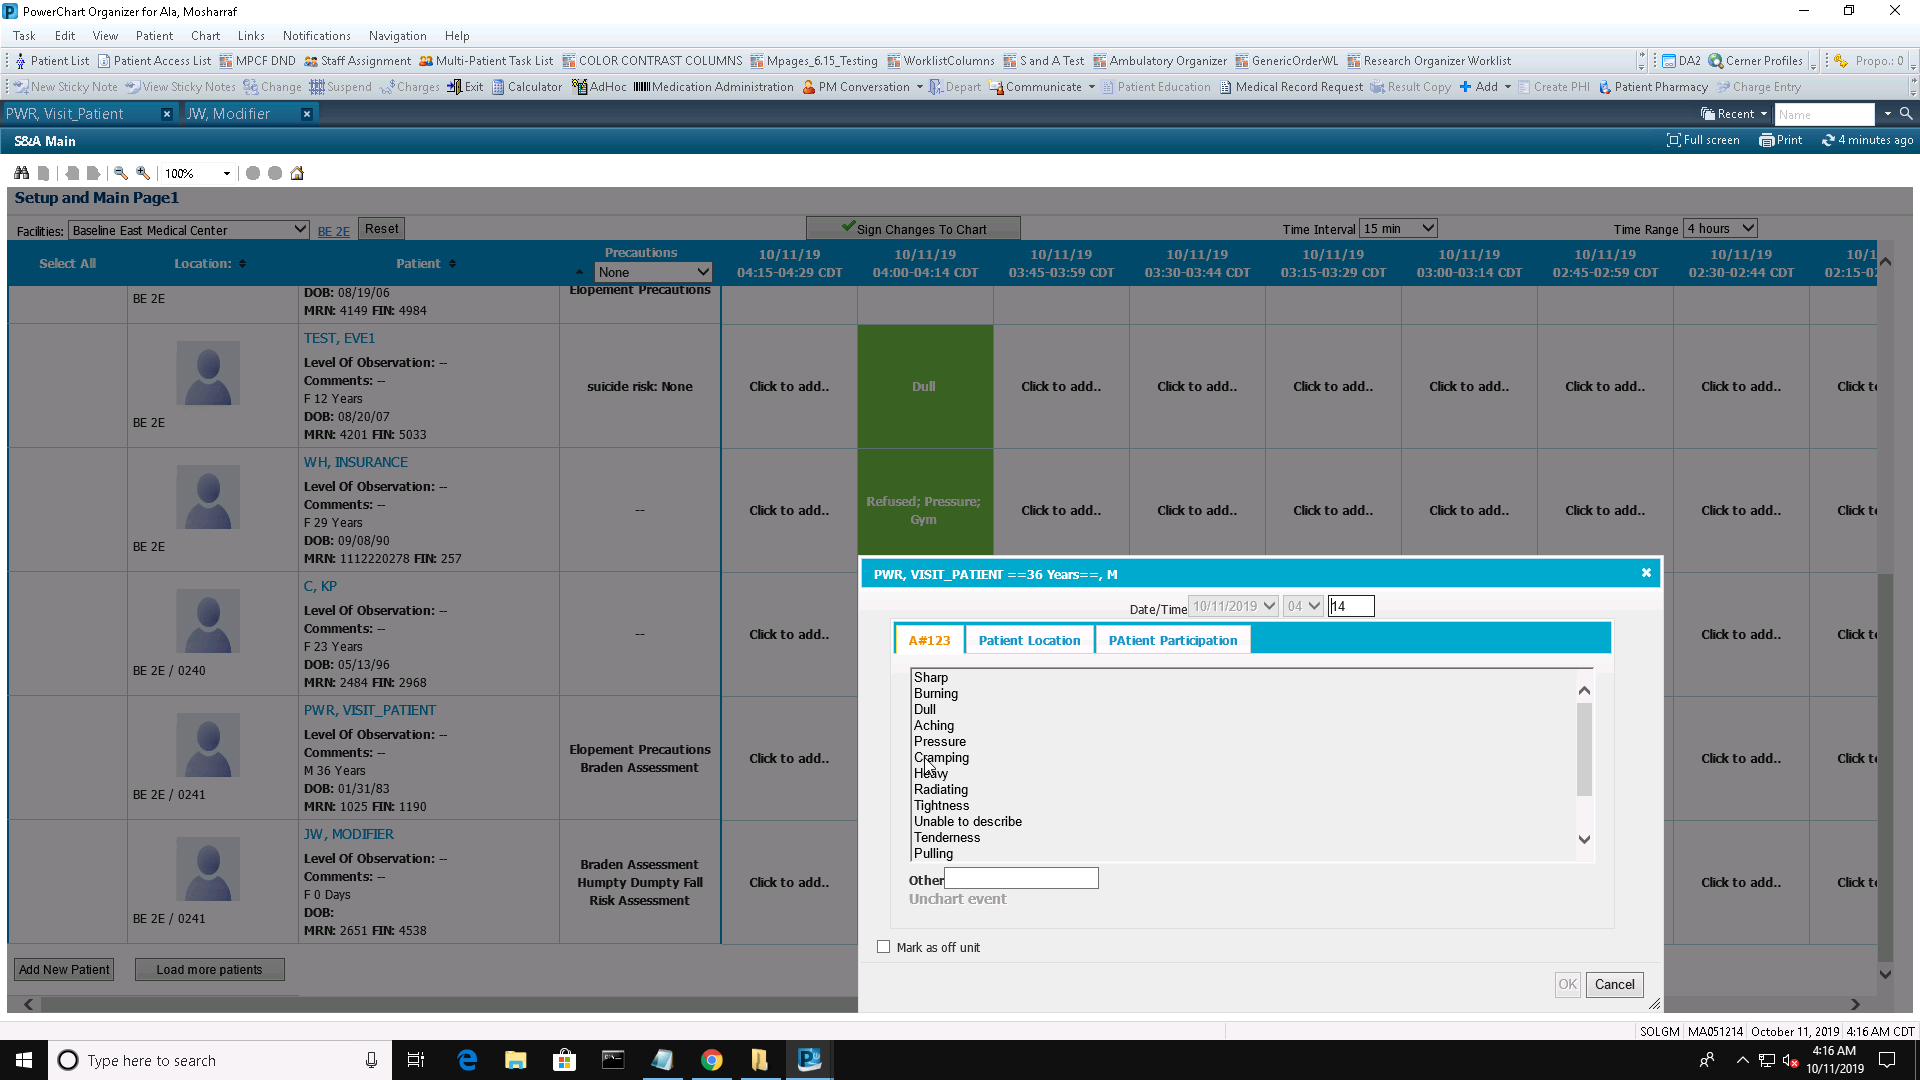 PowerChart Organizer for Ala, Mosharraf
Task Edit View Patient Chart Links Notifications Navigation Help
Patient List Patient Access List MPCF DND Staff Assignment Multi-Patient Task List COLOR CONTRAST COLUMNS Mpages_6.15_Testing WorklistColumns S and A Test Ambulatory Organizer GenericOrderWL Research Organizer Worklist DA2 Cerner Profiles Propo.: 0
New Sticky Note View Sticky Notes Change Suspend Charges Exit Calculator AdHoc Medication Administration PM Conversation Depart Communicate Patient Education Medical Record Request Result Copy Add Create PHI Patient Pharmacy Charge Entry
PWR, Visit_Patient JW, Modifier Recent Name
S&A Main Full screen Print 4 minutes ago
100%
Setup and Main Page1
Facilities: Baseline East Medical Center BE 2E Reset Sign Changes To Chart Time Interval 15 min Time Range 4 hours
Select All Location: Patient Precautions None
10/11/19 10/11/19 10/11/19 10/11/19 10/11/19 10/11/19 10/11/19 10/11/19 10/1
04:15-04:29 CDT 04:00-04:14 CDT 03:45-03:59 CDT 03:30-03:44 CDT 03:15-03:29 CDT 03:00-03:14 CDT 02:45-02:59 CDT 02:30-02:44 CDT 02:15-0
BE 2E
DOB: 08/19/06
MRN: 4149 FIN: 4984
Elopement Precautions
BE 2E
TEST, EVE1
Level Of Observation: --
Comments: --
F 12 Years
DOB: 08/20/07
MRN: 4201 FIN: 5033
suicide risk: None
Click to add.. Dull Click to add.. Click to add.. Click to add.. Click to add.. Click to add.. Click to add.. Click to
BE 2E
WH, INSURANCE
Level Of Observation: --
Comments: --
F 29 Years
DOB: 09/08/90
MRN: 1112220278 FIN: 257
--
Click to add.. Refused; Pressure; Gym Click to add.. Click to add.. Click to add.. Click to add.. Click to add.. Click to add.. Click to
BE 2E / 0240
C, KP
Level Of Observation: --
Comments: --
F 23 Years
DOB: 05/13/96
MRN: 2484 FIN: 2968
--
Click to add.. Click to add.. Click to
BE 2E / 0241
PWR, VISIT_PATIENT
Level Of Observation: --
Comments: --
M 36 Years
DOB: 01/31/83
MRN: 1025 FIN: 1190
Elopement Precautions
Braden Assessment
Click to add.. Click to add.. Click to
BE 2E / 0241
JW, MODIFIER
Level Of Observation: --
Comments: --
F 0 Days
DOB:
MRN: 2651 FIN: 4538
Braden Assessment
Humpty Dumpty Fall
Risk Assessment
Click to add.. Click to add.. Click to
Add New Patient Load more patients
PWR, VISIT_PATIENT ==36 Years==, M
Date/Time 10/11/2019 04 14
A#123 Patient Location PAtient Participation
Sharp
Burning
Dull
Aching
Pressure
Cramping
Heavy
Radiating
Tightness
Unable to describe
Tenderness
Pulling
Other
Unchart event
Mark as off unit
OK Cancel
SOLGM MA051214 October 11, 2019 4:16 AM CDT
Type here to search
4:16 AM
10/11/2019